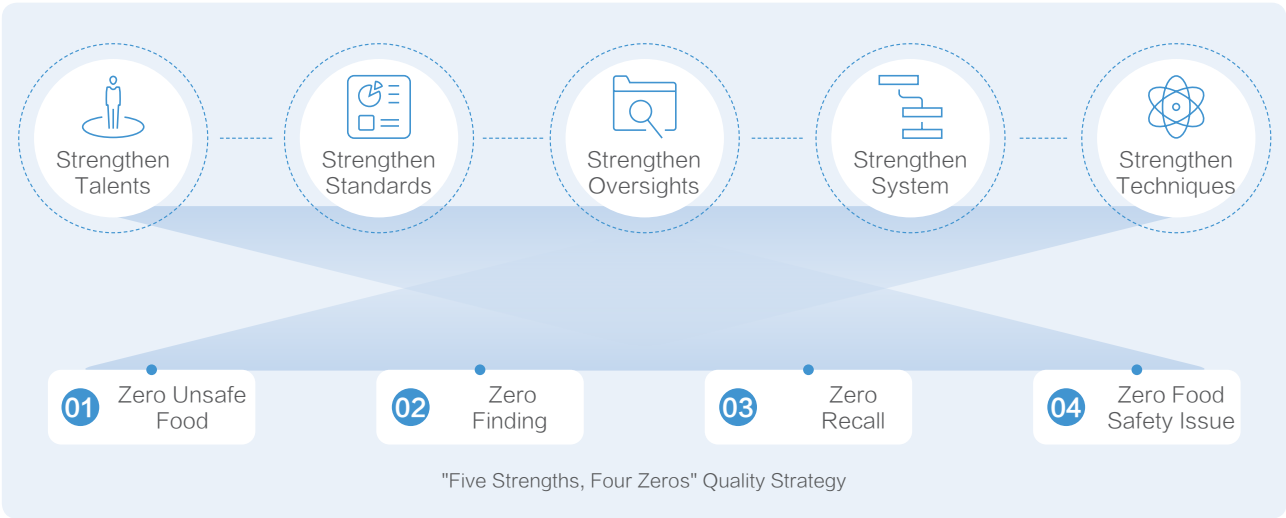 Strengthen
Talents
Strengthen
Standards
Strengthen
Oversights
Strengthen
System
Strengthen
Techniques
01
Zero Unsafe
Food
02
Zero
Finding
03
Zero
Recall
04
Zero Food
Safety Issue
"Five Strengths, Four Zeros" Quality Strategy